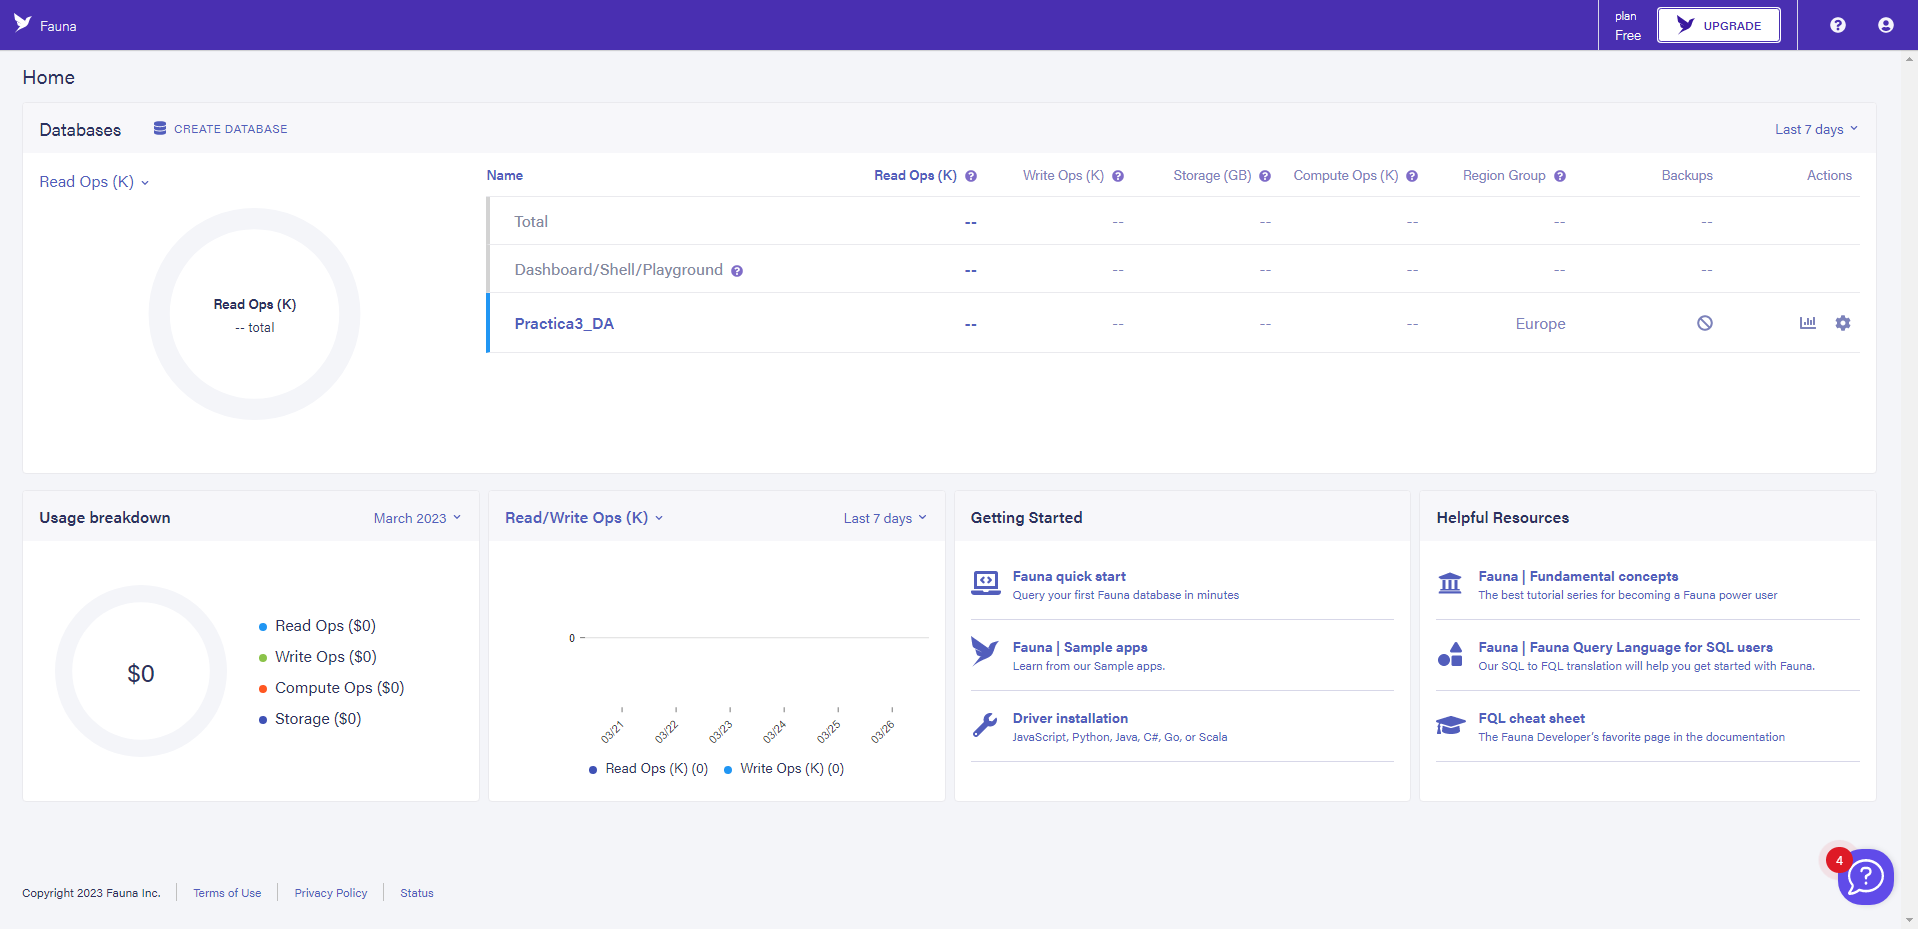 Fauna
plan
Free
UPGRADE
Home
Databases
CREATE DATABASE
Last 7 days
Read Ops (K)
Read Ops (K)
-- total
Name Read Ops (K) Write Ops (K) Storage (GB) Compute Ops (K) Region Group Backups Actions
Total -- -- -- -- -- --
Dashboard/Shell/Playground -- -- -- -- -- --
Practica3_DA -- -- -- -- Europe
Usage breakdown
March 2023
$0
Read Ops ($0)
Write Ops ($0)
Compute Ops ($0)
Storage ($0)
Read/Write Ops (K)
Last 7 days
0
03/21 03/22 03/23 03/24 03/25 03/26
Read Ops (K) (0) Write Ops (K) (0)
Getting Started
Fauna quick start
Query your first Fauna database in minutes
Fauna | Sample apps
Learn from our Sample apps.
Driver installation
JavaScript, Python, Java, C#, Go, or Scala
Helpful Resources
Fauna | Fundamental concepts
The best tutorial series for becoming a Fauna power user
Fauna | Fauna Query Language for SQL users
Our SQL to FQL translation will help you get started with Fauna.
FQL cheat sheet
The Fauna Developer's favorite page in the documentation
4
Copyright 2023 Fauna Inc. Terms of Use Privacy Policy Status